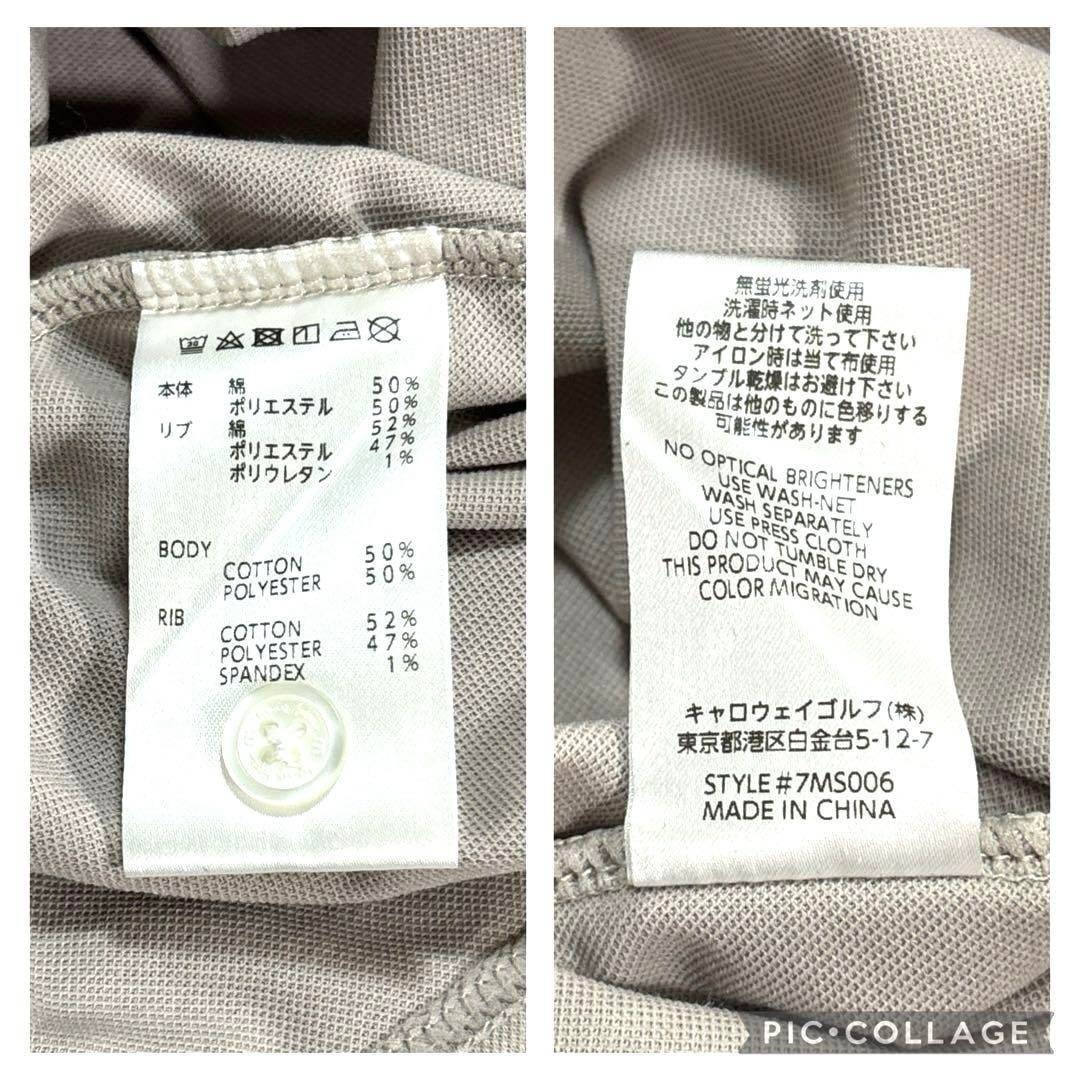 本体 綿 50%
ポリエステル 50%
リブ 綿 52%
ポリエステル 47%
ポリウレタン 1%
BODY
COTTON 50%
POLYESTER 50%
RIB
COTTON 52%
POLYESTER 47%
SPANDEX 1%
無蛍光洗剤使用
洗濯時ネット使用
他の物と分けて洗って下さい
アイロン時は当て布使用
タンブル乾燥はお避け下さい
この製品は他のものに色移りする
可能性があります
NO OPTICAL BRIGHTENERS
USE WASH-NET
WASH SEPARATELY
USE PRESS CLOTH
DO NOT TUMBLE DRY
THIS PRODUCT MAY CAUSE
COLOR MIGRATION
キャロウェイゴルフ(株)
東京都港区白金台5-12-7
STYLE#7MS006
MADE IN CHINA
PIC•COLLAGE